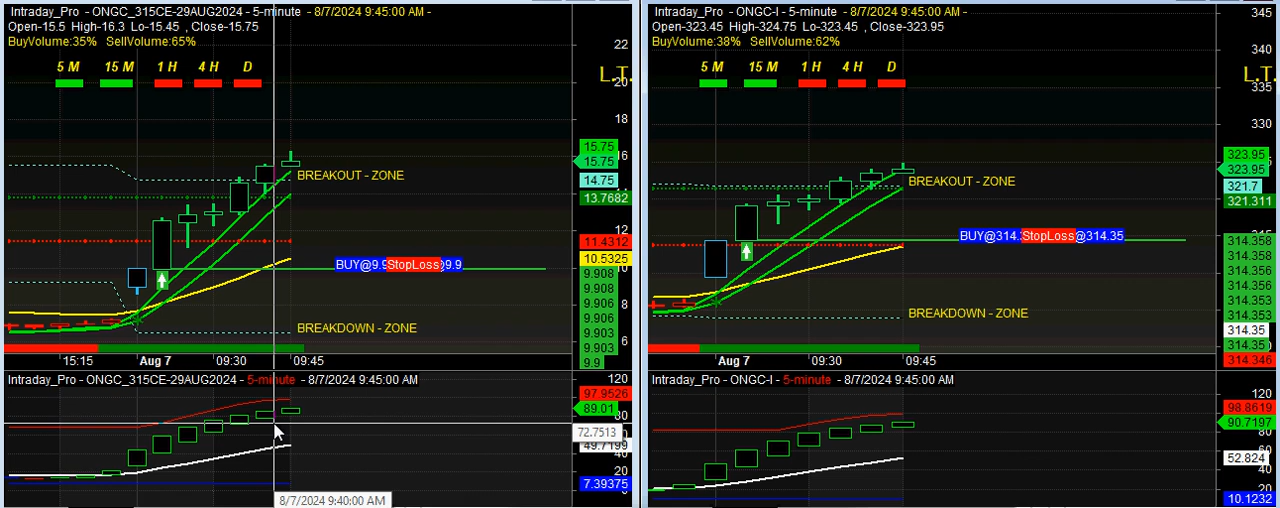 Intraday_Pro - ONGC_315CE-29AUG2024 - 5-minute - 8/7/2024 9:45:00 AM -
Open-15.5 High-16.3 Lo-15.45 , Close-15.75
BuyVolume:35% SellVolume:65%
5 M 15 M 1 H 4 H D
L.T.
22
20
18
16
12
8
6
15.75
15.75
14.75
13.7682
11.4312
10.5325
9.908
9.908
9.906
9.906
9.903
9.903
9.9
BREAKOUT - ZONE
BUY@9.9
StopLoss
@9.9
BREAKDOWN - ZONE
15:15 Aug 7 09:30 09:45
Intraday_Pro - ONGC_315CE-29AUG2024 - 5-minute - 8/7/2024 9:45:00 AM
120
97.9526
89.01
80
72.7513
49.7199
40
20
7.39375
8/7/2024 9:40:00 AM
Intraday_Pro - ONGC-I - 5-minute - 8/7/2024 9:45:00 AM -
Open-323.45 High-324.75 Lo-323.45 , Close-323.95
BuyVolume:38% SellVolume:62%
5 M 15 M 1 H 4 H D
L.T.
345
340
335
330
323.95
323.95
321.7
321.311
314.358
314.358
314.356
314.356
314.353
314.353
314.35
314.35
314.346
BREAKOUT - ZONE
BUY@314.
StopLoss
@314.35
BREAKDOWN - ZONE
Aug 7 09:30 09:45
Intraday_Pro - ONGC-I - 5-minute - 8/7/2024 9:45:00 AM
120
98.8619
90.7197
80
52.824
40
20
10.1232